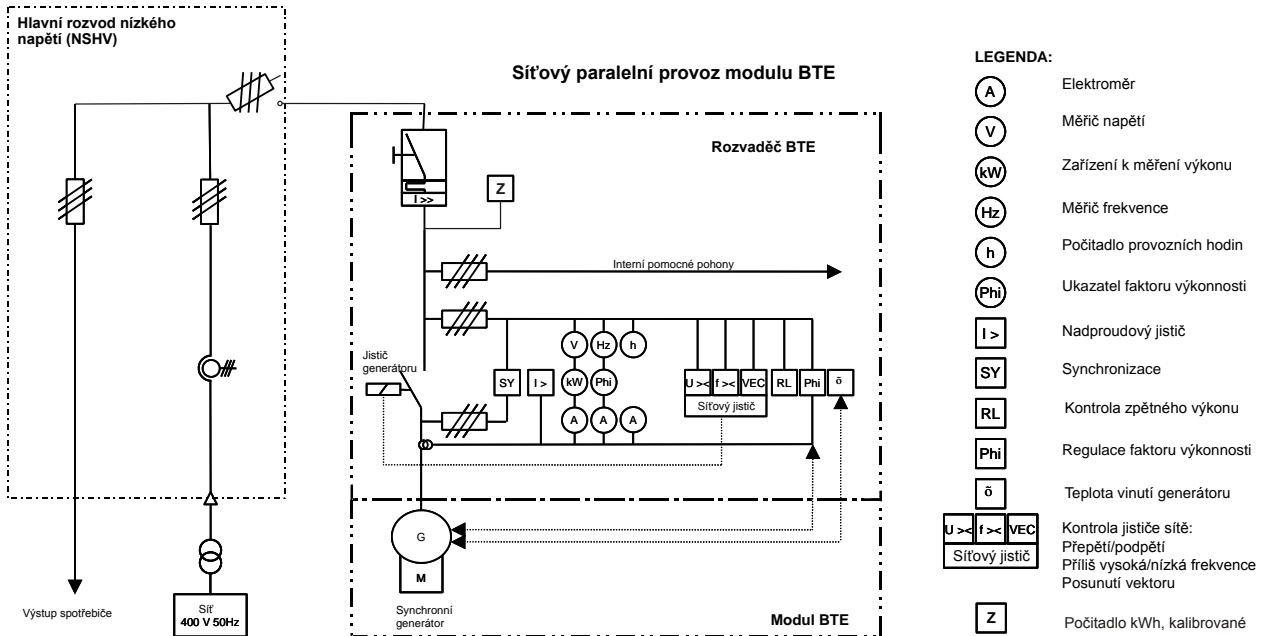 Hlavní rozvod nízkého
napětí (NSHV)
Síťový paralelní provoz modulu BTE
Rozvaděč BTE
I >>
Z
Interní pomocné pohony
Jistič
generátoru
SY
I >
V
Hz
h
kW
Phi
A
A
A
U ><
f ><
VEC
Síťový jistič
RL
Phi
õ
G
M
Synchronní
generátor
Modul BTE
Výstup spotřebiče
Síť
400 V 50Hz
LEGENDA:
A
Elektroměr
V
Měřič napětí
kW
Zařízení k měření výkonu
Hz
Měřič frekvence
h
Počitadlo provozních hodin
Phi
Ukazatel faktoru výkonnosti
I >
Nadproudový jistič
SY
Synchronizace
RL
Kontrola zpětného výkonu
Phi
Regulace faktoru výkonnosti
õ
Teplota vinutí generátoru
U ><
f ><
VEC
Síťový jistič
Kontrola jističe sítě:
Přepětí/podpětí
Příliš vysoká/nízká frekvence
Posunutí vektoru
Z
Počitadlo kWh, kalibrované